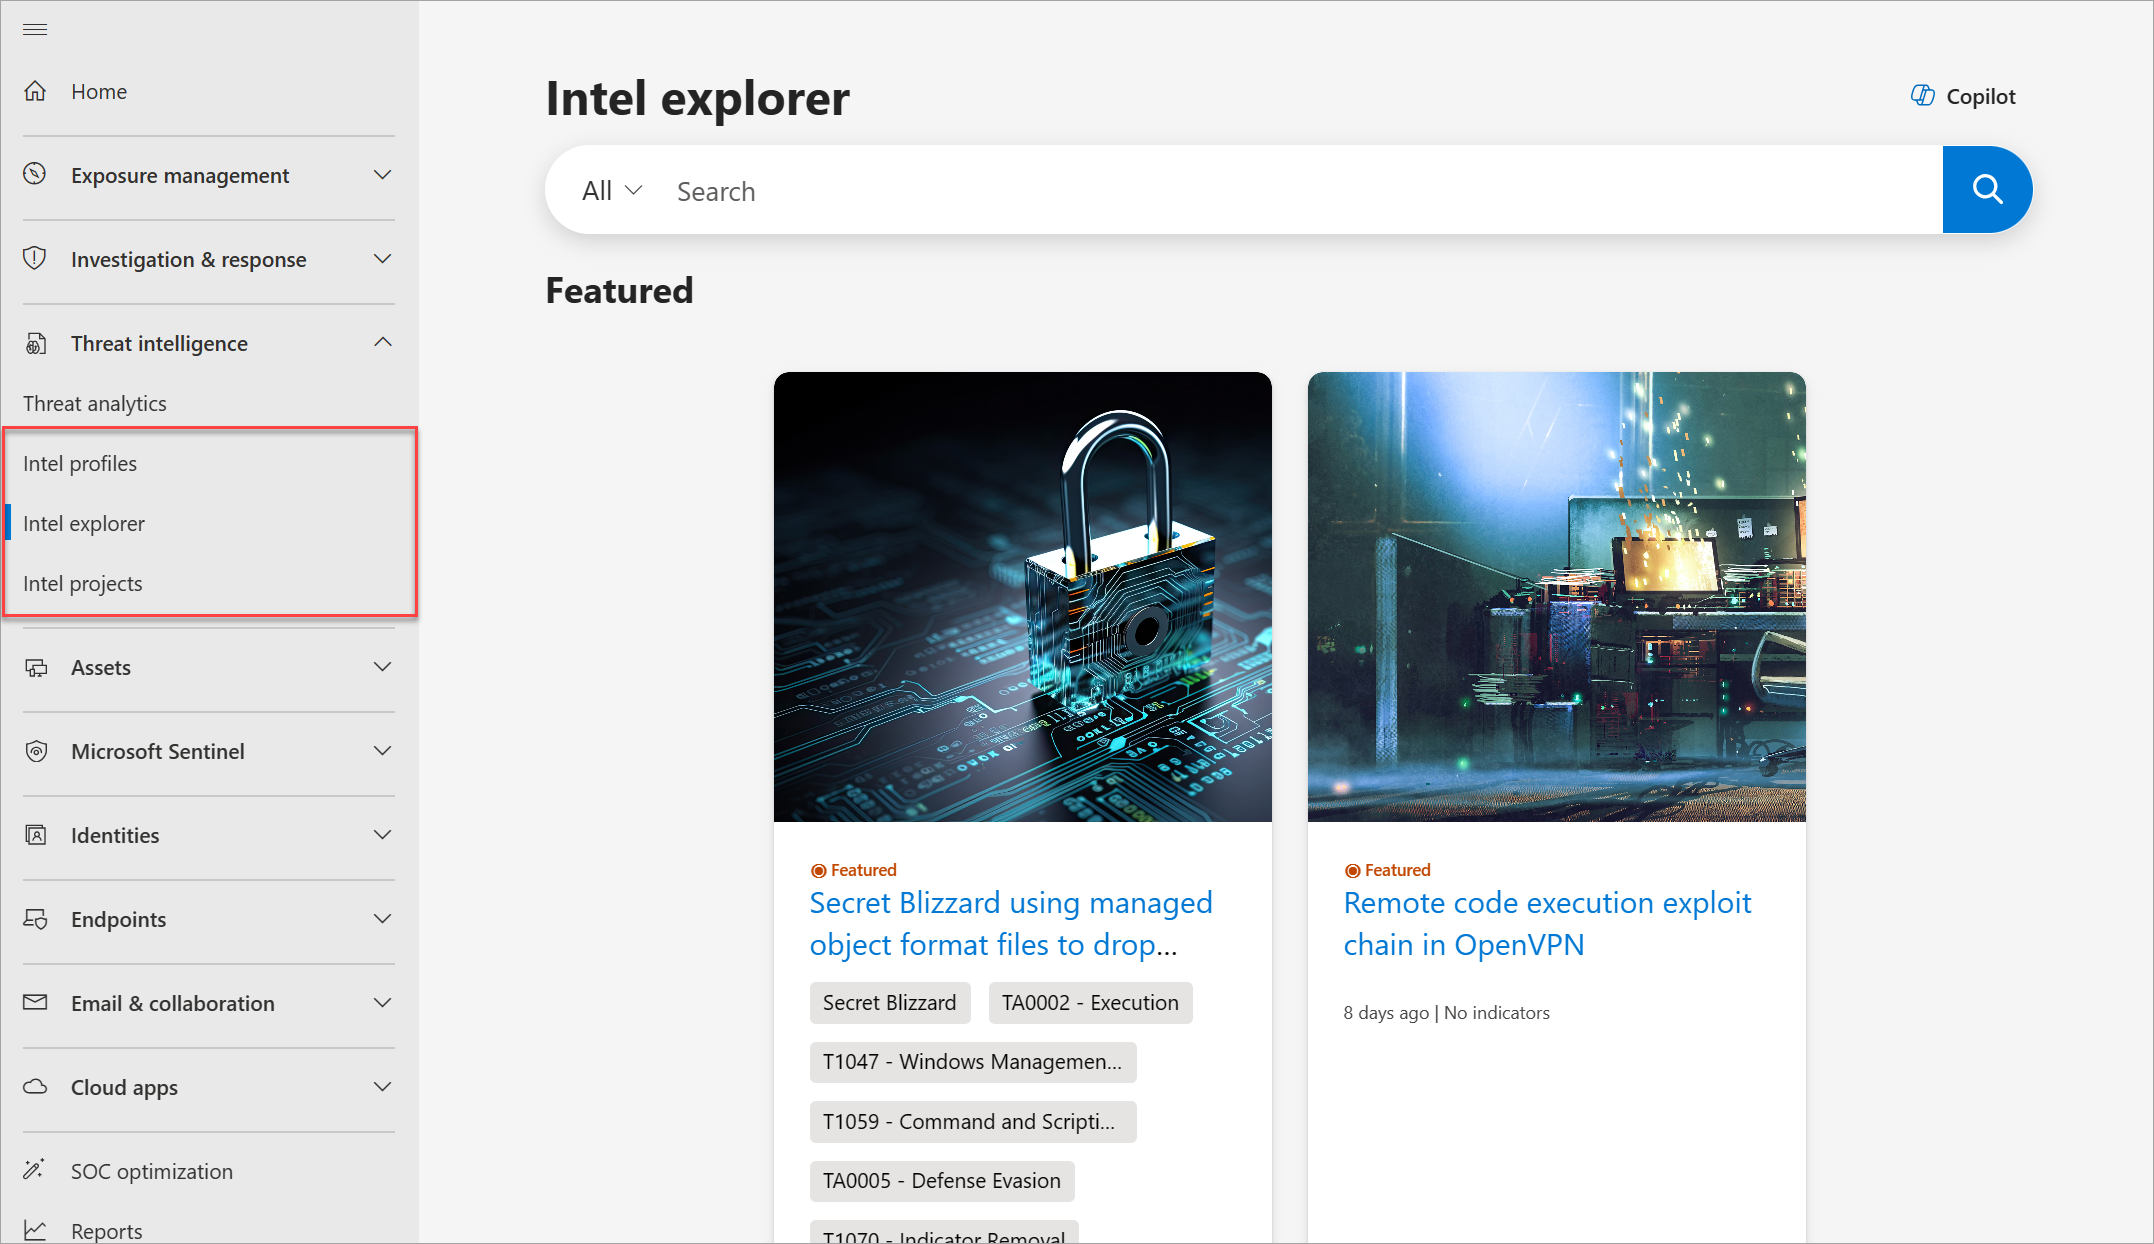 Home
Exposure management
Investigation & response
Threat intelligence
Threat analytics
Intel profiles
Intel explorer
Intel projects
Assets
Microsoft Sentinel
Identities
Endpoints
Email & collaboration
Cloud apps
SOC optimization
Reports
Intel explorer
Copilot
All
Search
Featured
Featured
Secret Blizzard using managed
object format files to drop...
Secret Blizzard
TA0002 - Execution
T1047 - Windows Managemen...
T1059 - Command and Scripti...
TA0005 - Defense Evasion
T1070 - Indicator Removal
Featured
Remote code execution exploit
chain in OpenVPN
8 days ago | No indicators